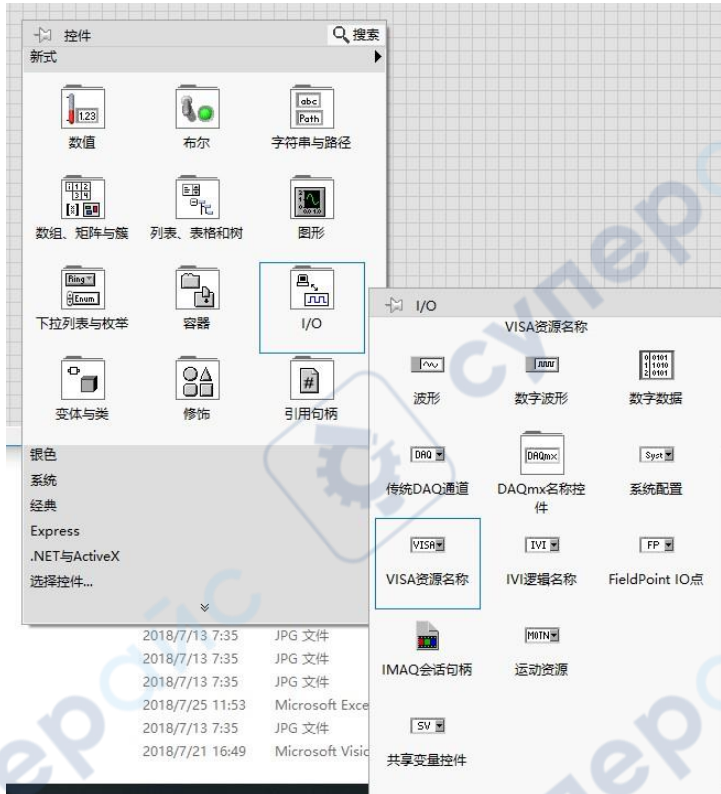 控件
搜索
新式
1.23
abc
Path
数值
布尔
字符串与路径
数组、矩阵与簇
列表、表格和树
图形
Ring
Enum
下拉列表与枚举
容器
I/O
变体与类
修饰
引用句柄
银色
系统
经典
Express
.NET与ActiveX
选择控件...
I/O
VISA资源名称
波形
数字波形
数字数据
DAQ
DAQmx
Syst
传统DAQ通道
DAQmx名称控件
系统配置
VISA
IVI
FP
VISA资源名称
IVI逻辑名称
FieldPoint IO点
MOTN
IMAQ会话句柄
运动资源
SV
共享变量控件
2018/7/13 7:35 JPG 文件
2018/7/13 7:35 JPG 文件
2018/7/13 7:35 JPG 文件
2018/7/25 11:53 Microsoft Exce
2018/7/13 7:35 JPG 文件
2018/7/21 16:49 Microsoft Visic
суперайс